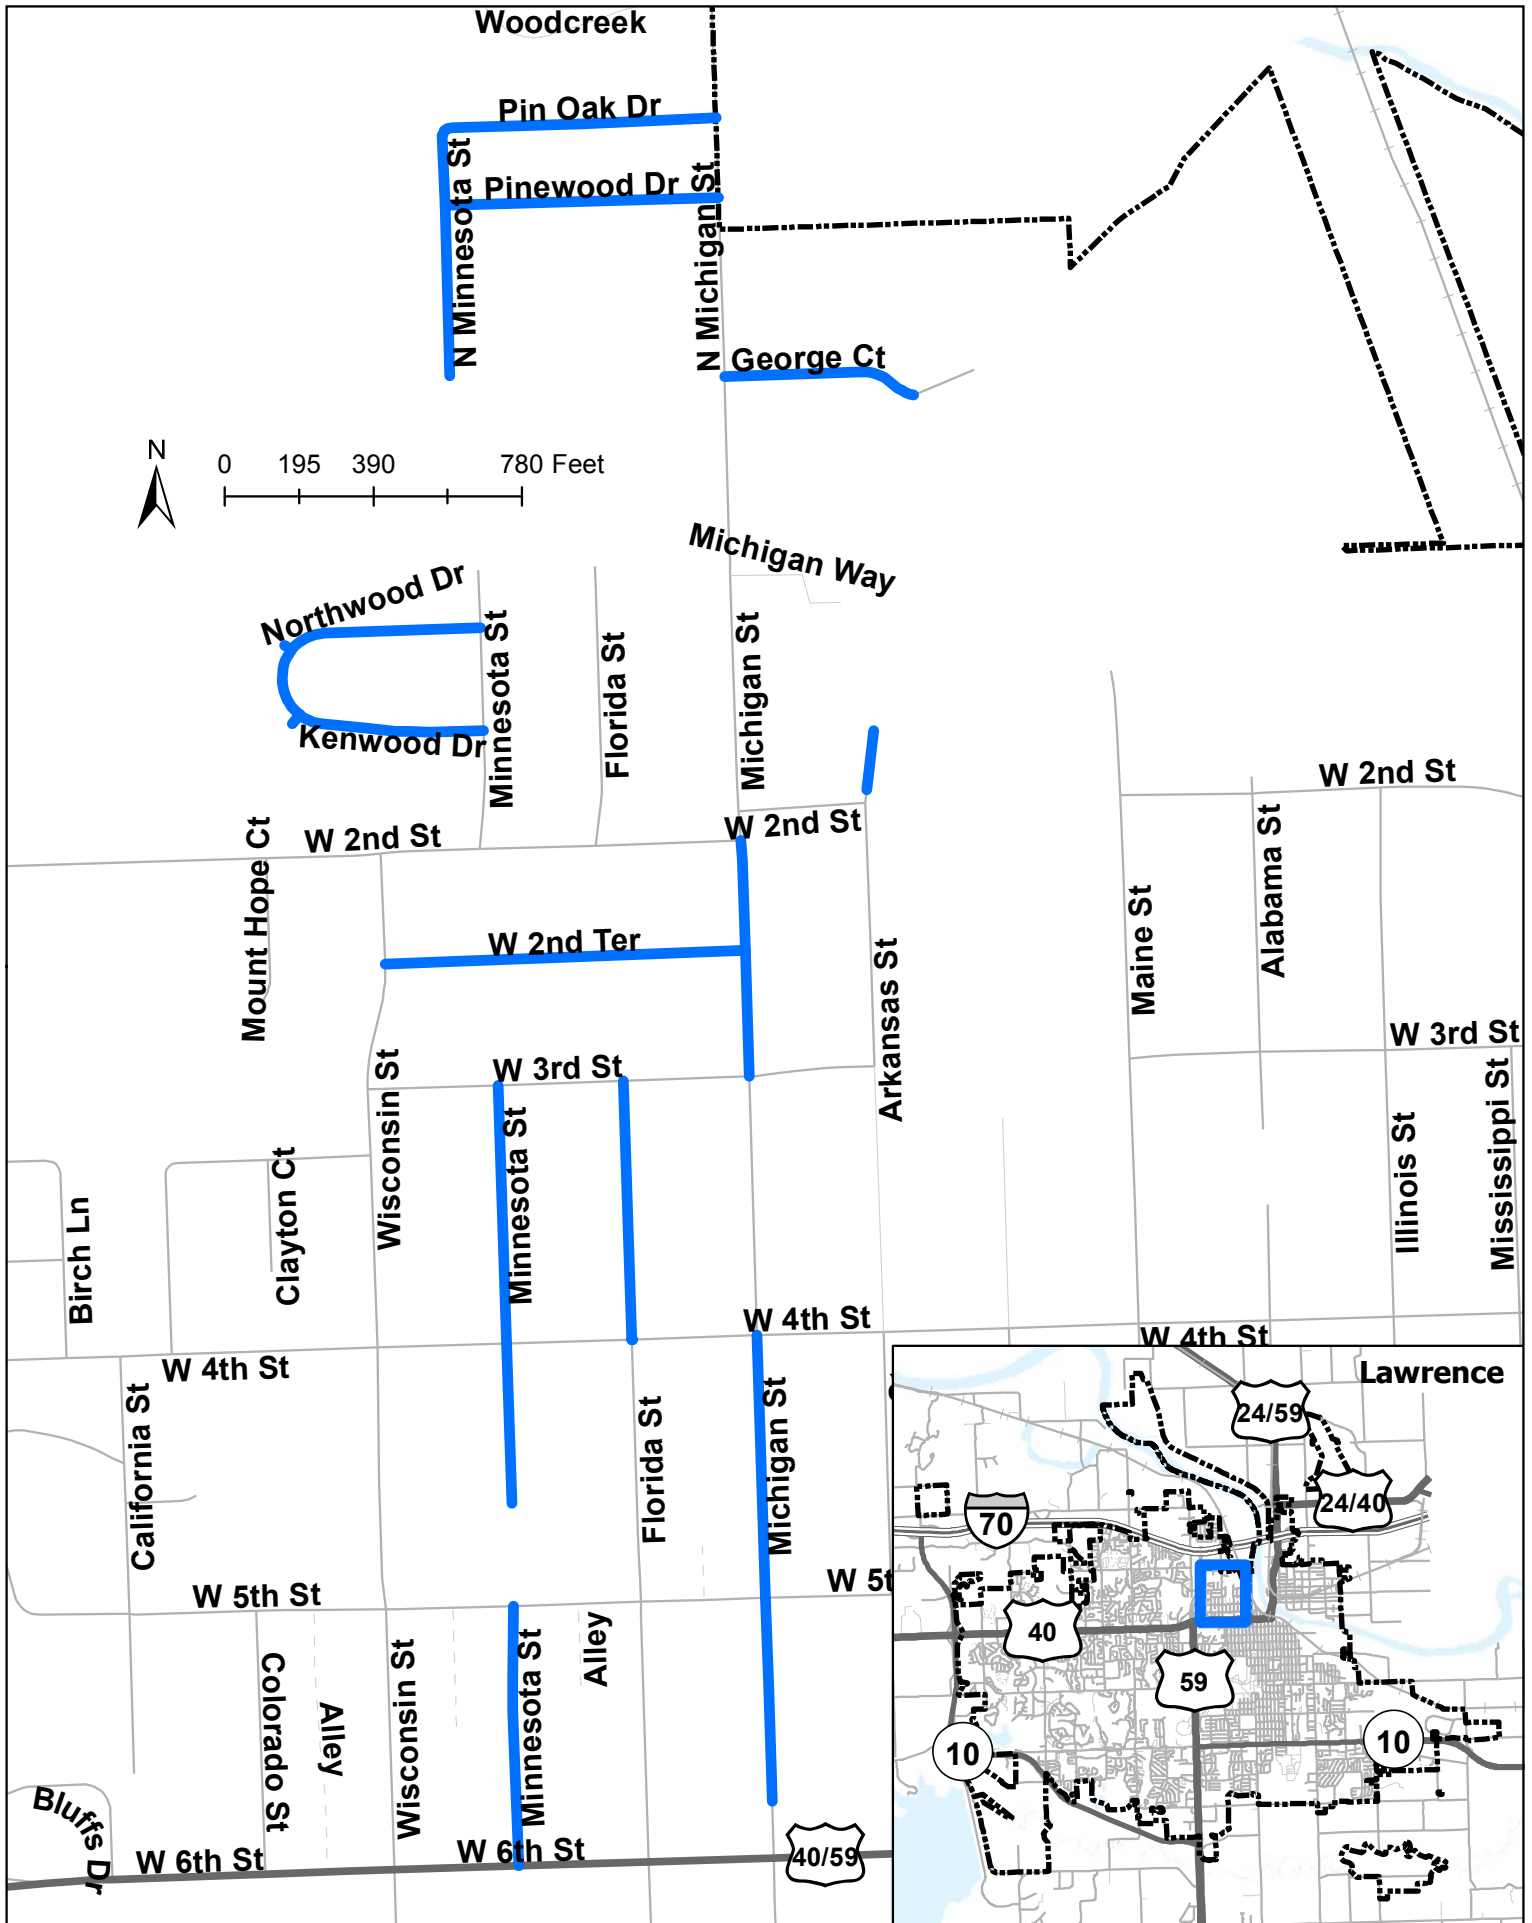 Woodcreek
Pin Oak Dr
N Minnesota St
Pinewood Dr
N Michigan St
George Ct
N
0 195 390 780 Feet
Michigan Way
Northwood Dr
Minnesota St
Florida St
Michigan St
Kenwood Dr
W 2nd St
W 2nd St
W 2nd St
Mount Hope Ct
Alabama St
Maine St
W 2nd Ter
Arkansas St
W 3rd St
W 3rd St
Wisconsin St
Minnesota St
Mississippi St
Illinois St
Clayton Ct
Birch Ln
W 4th St
W 4th St
W 4th St
California St
Florida St
Michigan St
W 5th St
W 5t
Colorado St
Alley
Wisconsin St
Minnesota St
Alley
Bluffs Dr
W 6th St
W 6th St
40/59
Lawrence
24/59
24/40
70
40
59
10
10